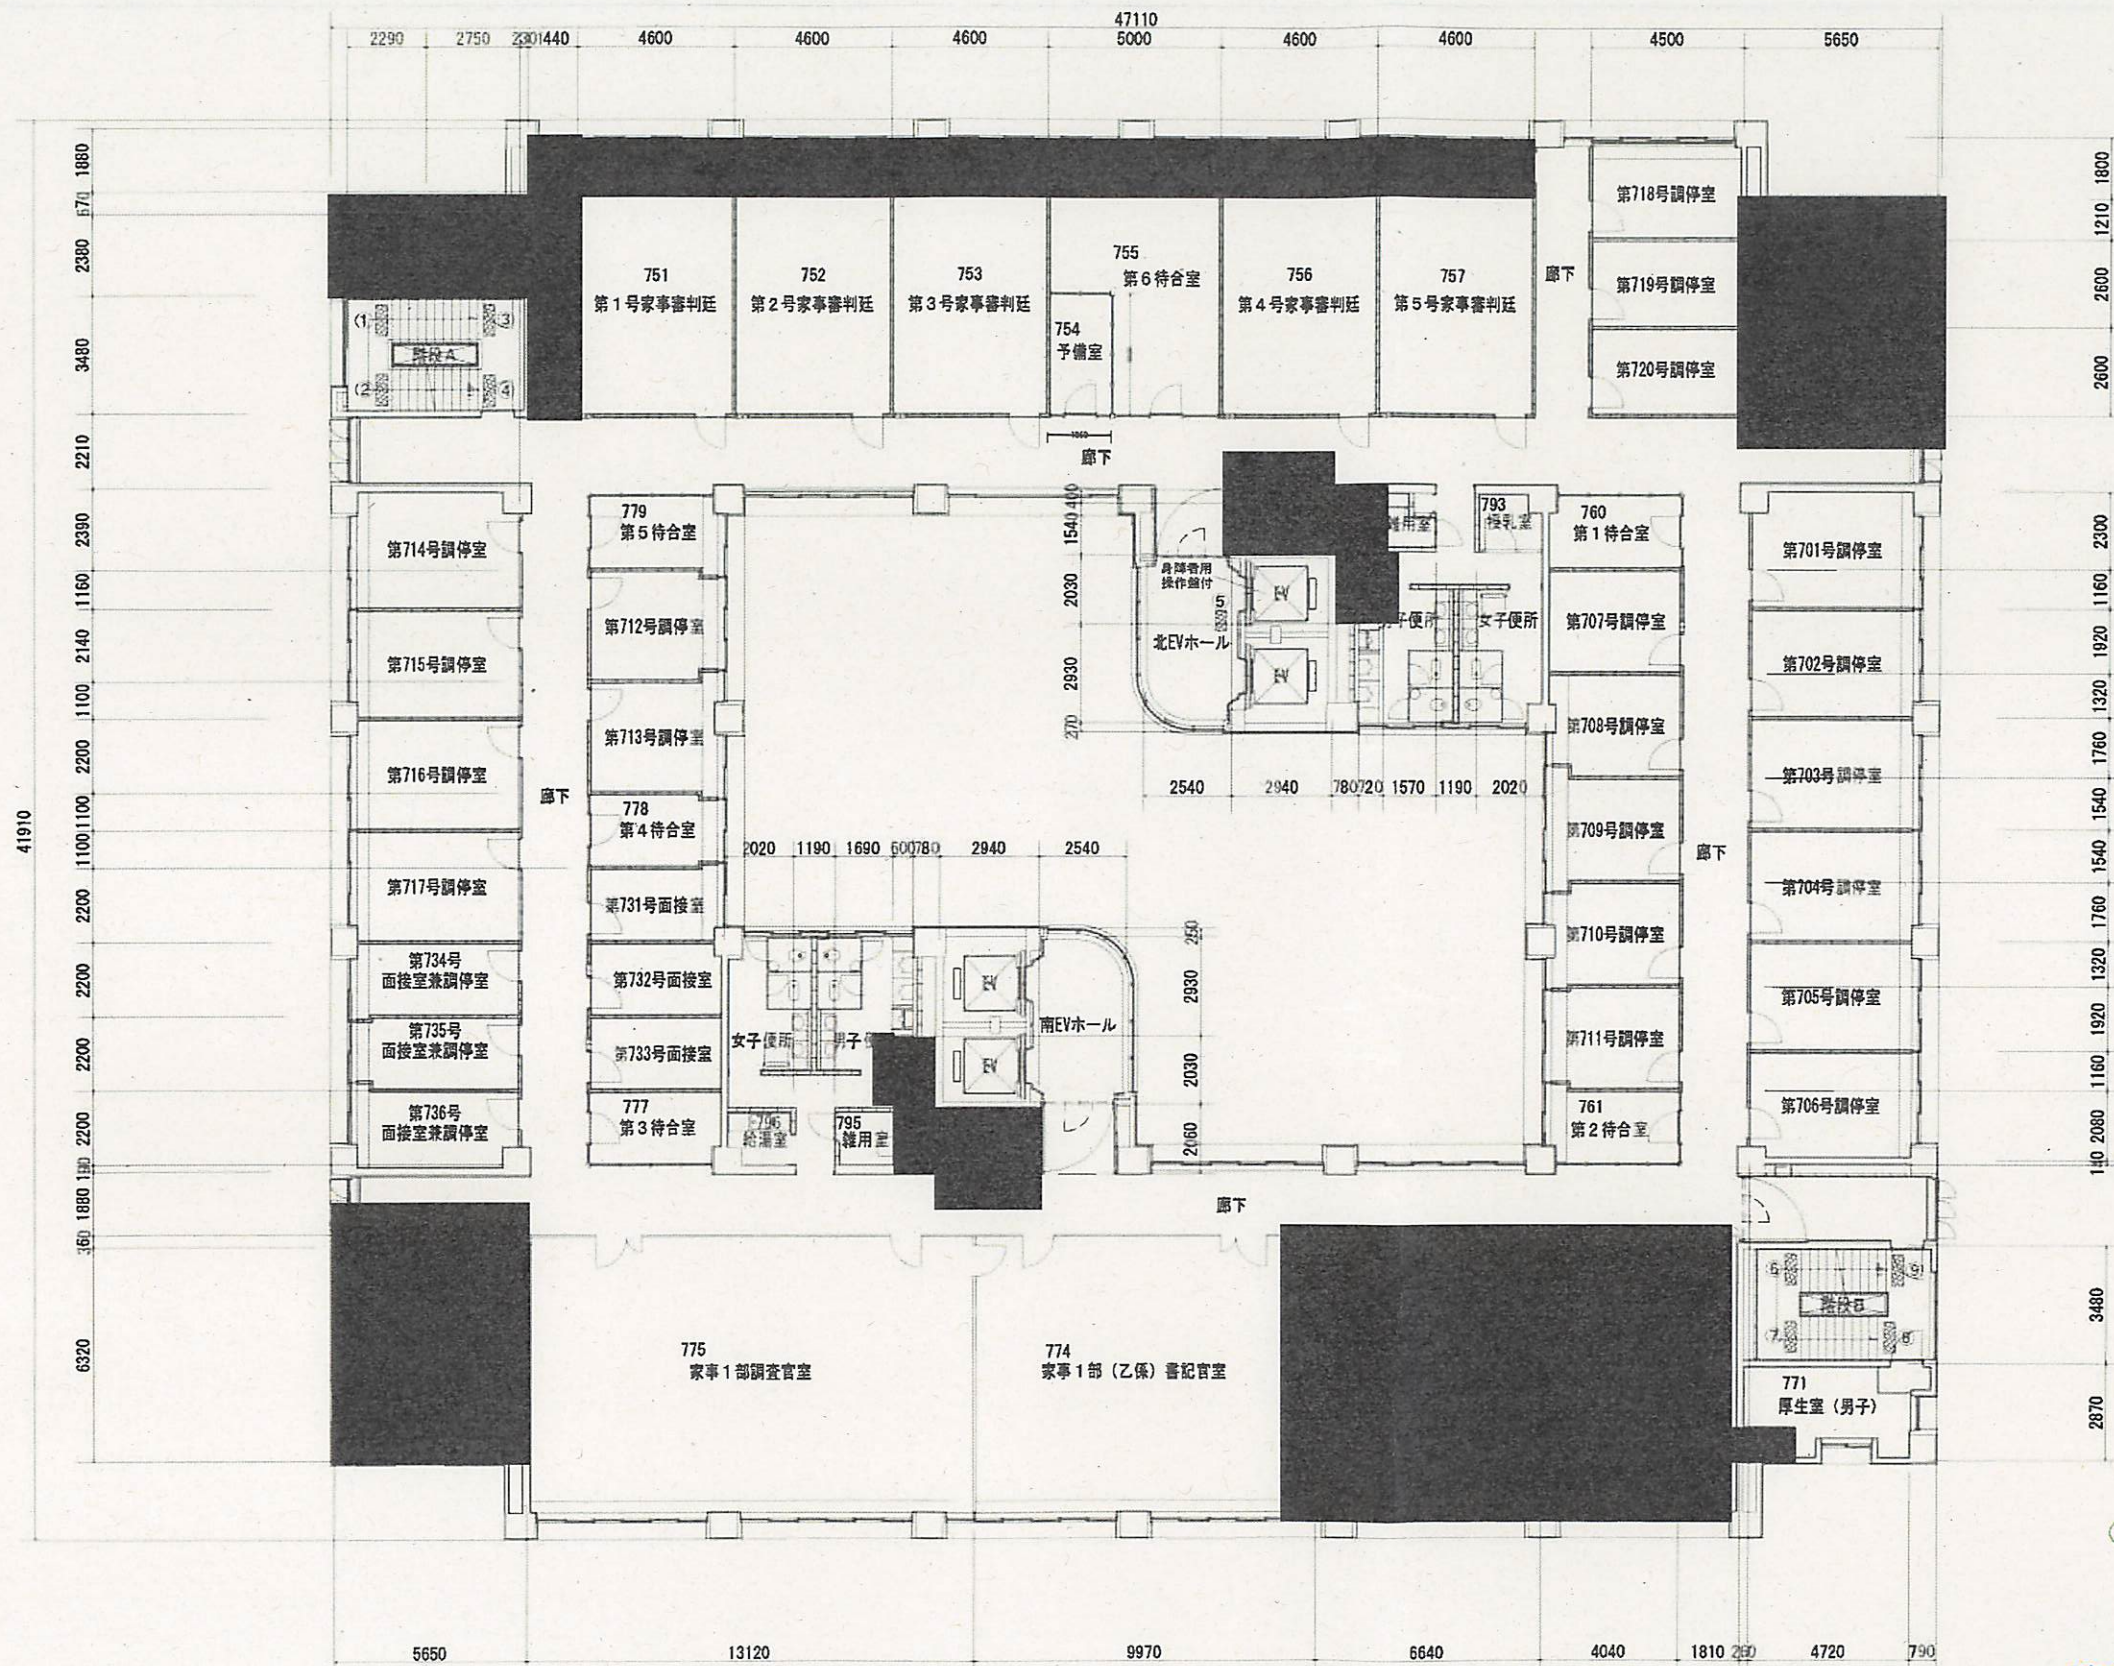 47110
2290 2750 230 1440 4600 4600 4600 5000 4600 4600 4500 5650
41910
1880
670
2380
3480
2210
2390
1160
2140
1100
2200
1100
1100
2200
2200
2200
2200
190
1880
360
6320
1800
1210
2600
2600
2300
1160
1920
1320
1760
1540
1540
1760
1320
1920
1160
2080
140
3480
2870
751
第1号家事審判廷
752
第2号家事審判廷
753
第3号家事審判廷
755
第6待合室
754
予備室
756
第4号家事審判廷
757
第5号家事審判廷
廊下
第718号調停室
第719号調停室
第720号調停室
(1) (3)
階段A
(2) (4)
廊下
第714号調停室
第715号調停室
第716号調停室
第717号調停室
第734号
面接室兼調停室
第735号
面接室兼調停室
第736号
面接室兼調停室
廊下
779
第5待合室
第712号調停室
第713号調停室
778
第4待合室
第731号面接室
第732号面接室
第733号面接室
777
第3待合室
400
1540
2030
2930
270
身障者用
操作盤付
5
北EVホール
EV
EV
雑用室
793
授乳室
男子便所
女子便所
2540 2940 780 720 1570 1190 2020
760
第1待合室
第707号調停室
第708号調停室
第709号調停室
第710号調停室
第711号調停室
761
第2待合室
廊下
第701号調停室
第702号調停室
第703号調停室
第704号調停室
第705号調停室
第706号調停室
2020 1190 1690 600 780 2940 2540
2930
2030
2060
EV
EV
南EVホール
女子便所
男子便
796
給湯室
795
雑用室
廊下
775
家事1部調査官室
774
家事1部(乙係)書記官室
階段B
771
厚生室(男子)
5650 13120 9970 6640 4040 1810 260 4720 790